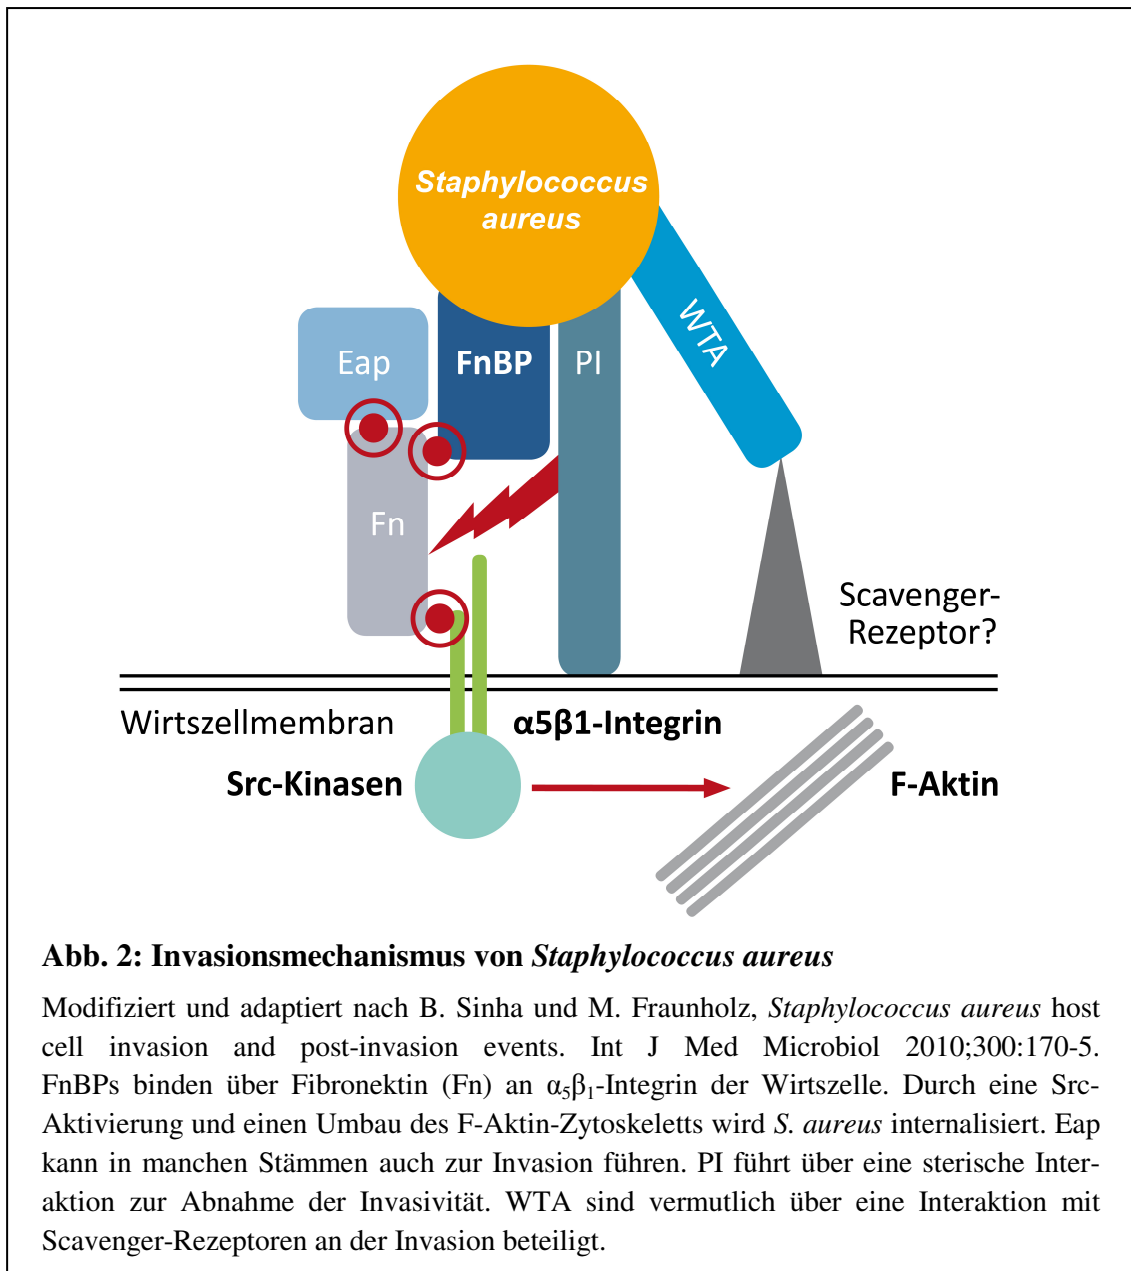 Staphylococcus
aureus
WTA
Eap
FnBP
PI
Fn
Scavenger-
Rezeptor?
Wirtszellmembran
α5β1-Integrin
Src-Kinasen
F-Aktin
Abb. 2: Invasionsmechanismus von Staphylococcus aureus
Modifiziert und adaptiert nach B. Sinha und M. Fraunholz, Staphylococcus aureus host
cell invasion and post-invasion events. Int J Med Microbiol 2010;300:170-5.
FnBPs binden über Fibronektin (Fn) an α₅β₁-Integrin der Wirtszelle. Durch eine Src-
Aktivierung und einen Umbau des F-Aktin-Zytoskeletts wird S. aureus internalisiert. Eap
kann in manchen Stämmen auch zur Invasion führen. PI führt über eine sterische Inter-
aktion zur Abnahme der Invasivität. WTA sind vermutlich über eine Interaktion mit
Scavenger-Rezeptoren an der Invasion beteiligt.